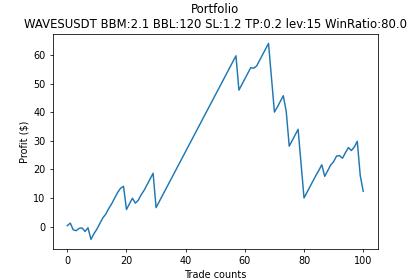 Portfolio
WAVESUSDT BBM:2.1 BBL:120 SL:1.2 TP:0.2 lev:15 WinRatio:80.0
60
50
40
30
20
10
0
Profit ($)
0 20 40 60 80 100
Trade counts